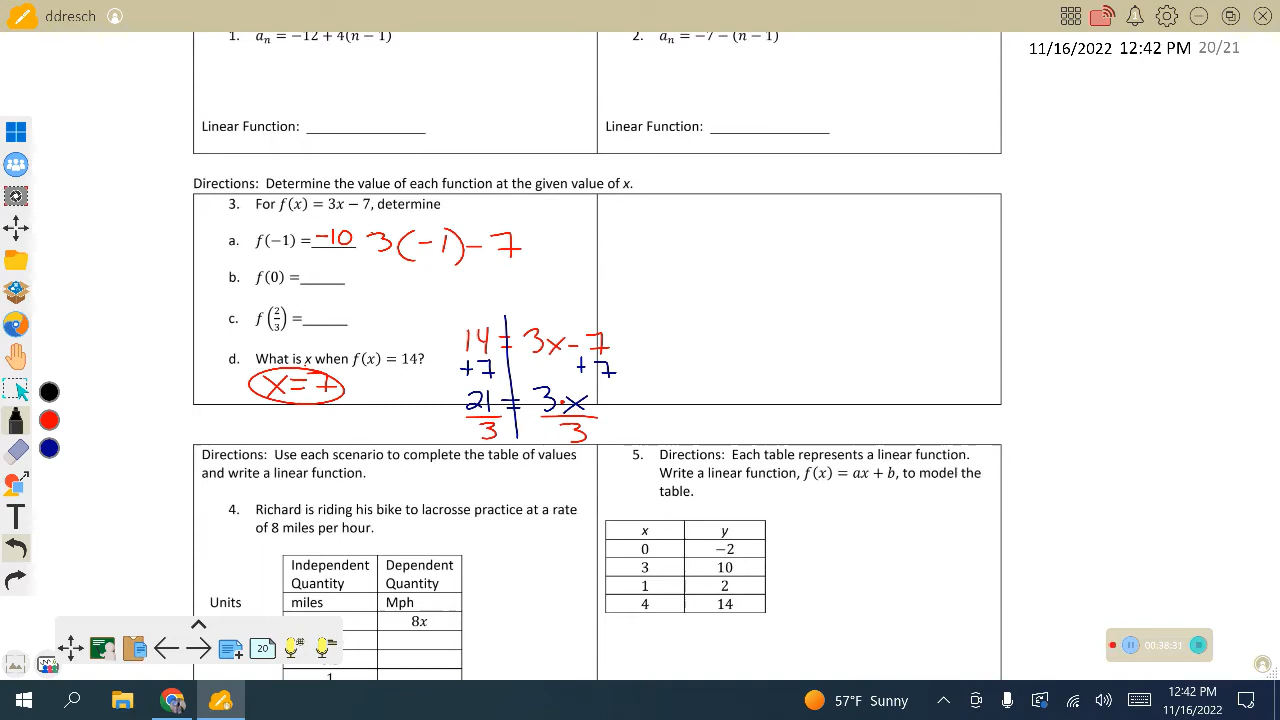 ddresch
11/16/2022 12:42 PM 20/21
1. aₙ = −12 + 4(n − 1)
2. aₙ = −7 − (n − 1)
Linear Function: ________________
Linear Function: ________________
Directions: Determine the value of each function at the given value of x.
3. For f(x) = 3x − 7, determine
a. f(−1) = −10 3(−1) − 7
b. f(0) =______
c. f(2/3) =______
14 = 3x − 7
d. What is x when f(x) = 14?
+7 +7
x = 7
21 = 3·x
3 3
Directions: Use each scenario to complete the table of values
and write a linear function.
4. Richard is riding his bike to lacrosse practice at a rate
of 8 miles per hour.
Independent Quantity Dependent Quantity
Units miles Mph
8x
1
5. Directions: Each table represents a linear function.
Write a linear function, f(x) = ax + b, to model the
table.
x y
0 −2
3 10
1 2
4 14
20
00:38:31
57°F Sunny
12:42 PM
11/16/2022